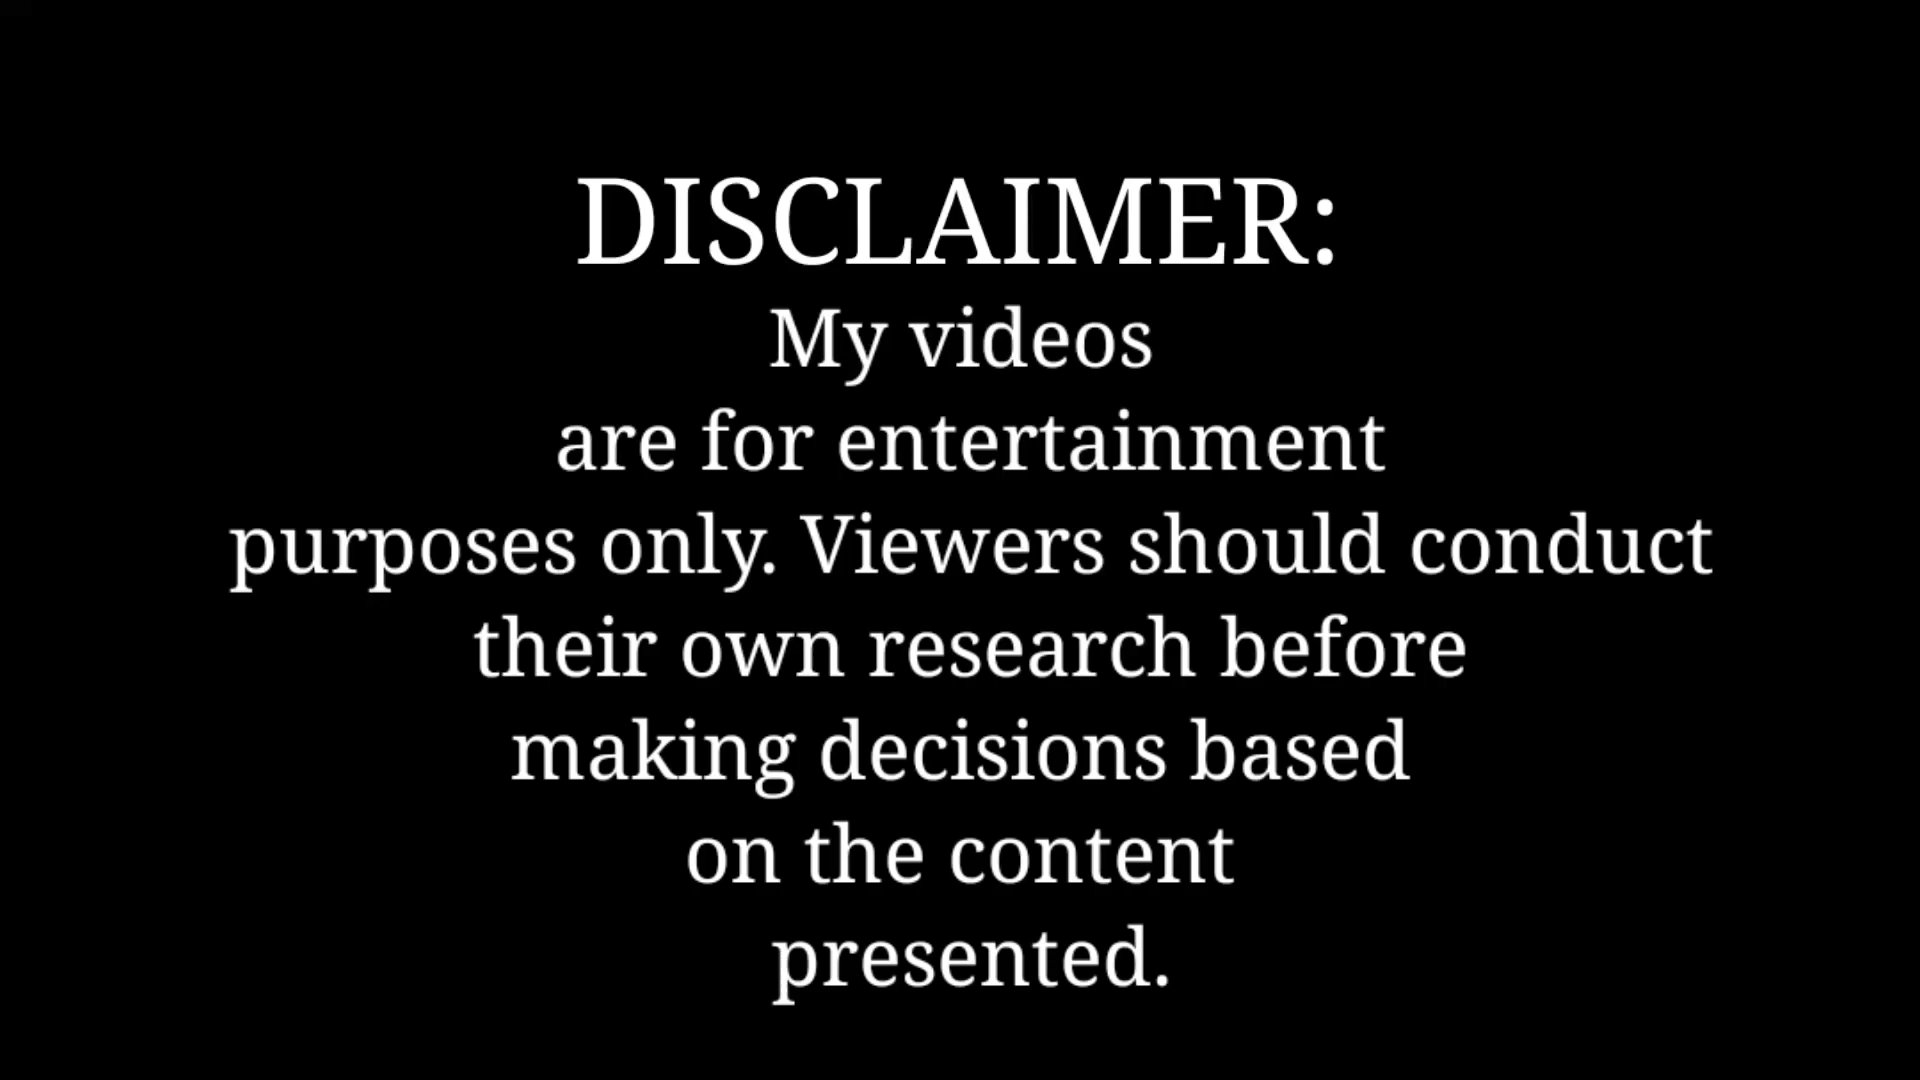 DISCLAIMER:
My videos
are for entertainment
purposes only. Viewers should conduct
their own research before
making decisions based
on the content
presented.